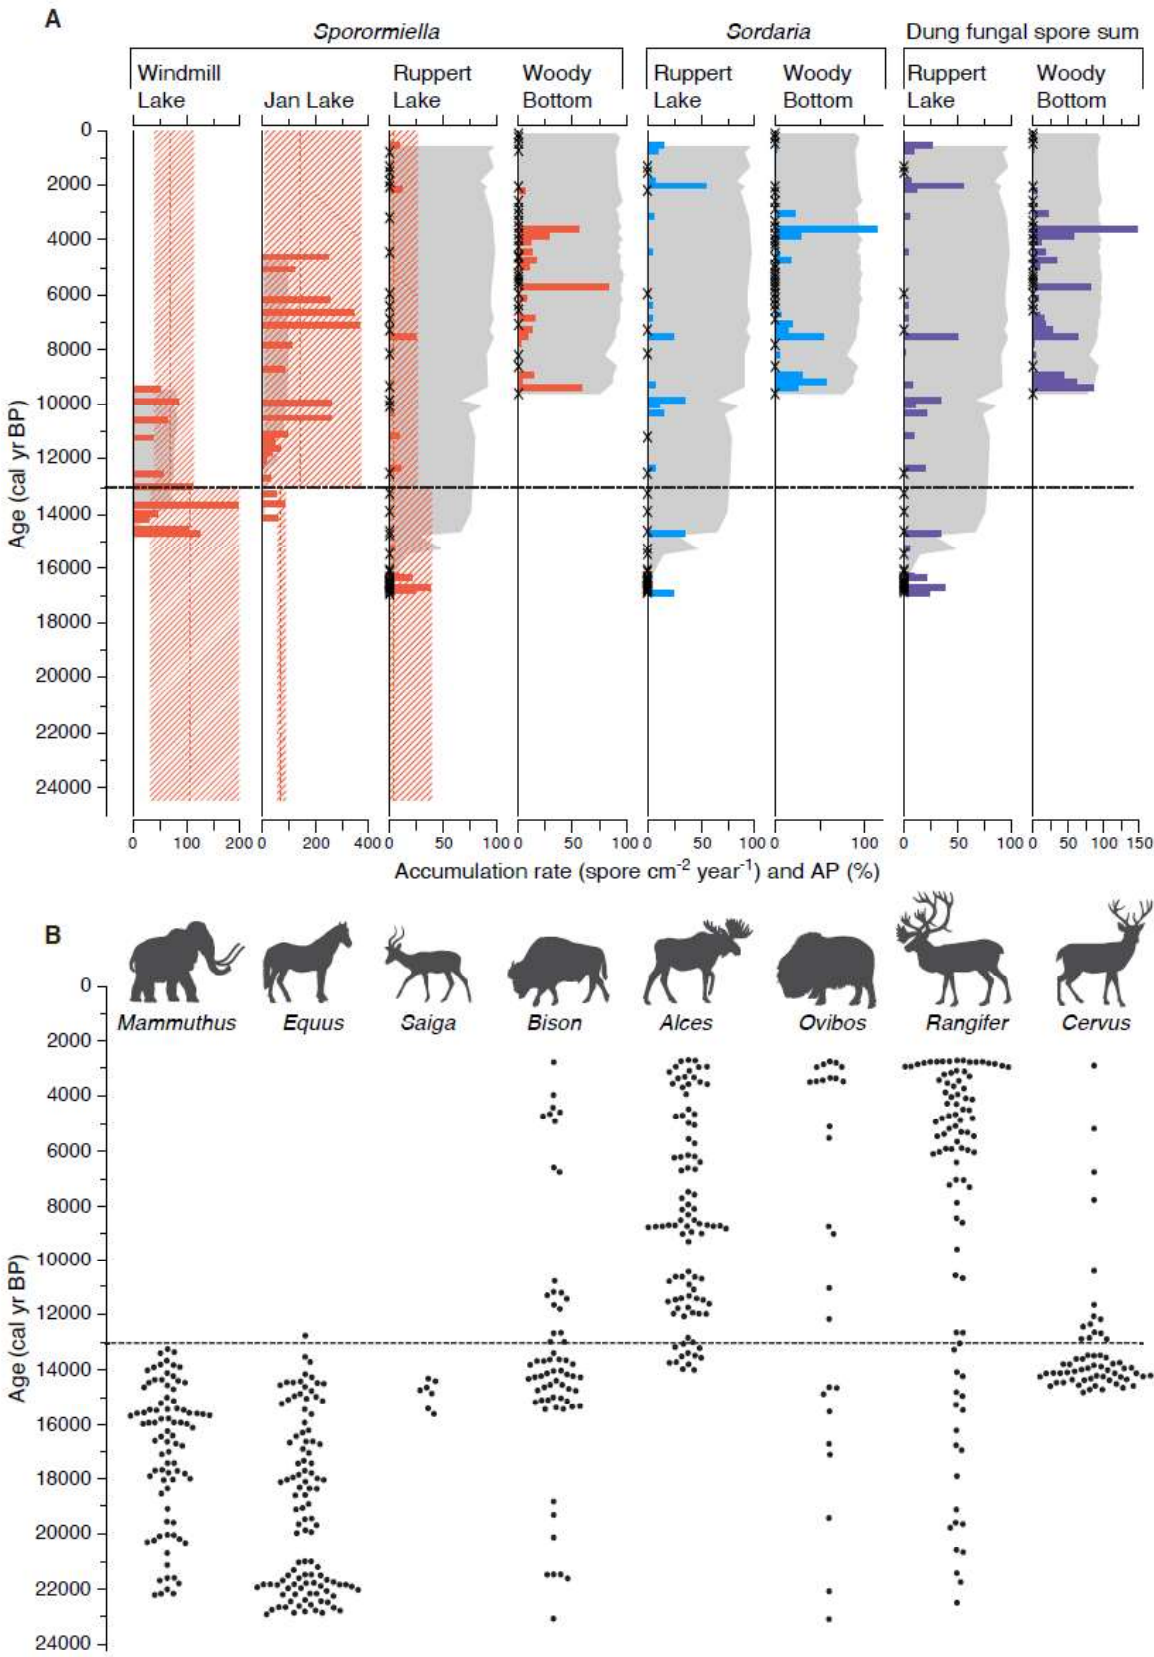 A
Sporormiella
Sordaria
Dung fungal spore sum
Windmill
Lake
Jan Lake
Ruppert
Lake
Woody
Bottom
Ruppert
Lake
Woody
Bottom
Ruppert
Lake
Woody
Bottom
Age (cal yr BP)
0
2000
4000
6000
8000
10000
12000
14000
16000
18000
20000
22000
24000
0 100 200 0 200 400 0 50 100 0 50 100 0 50 100 0 100 0 50 100 0 50 100 150
Accumulation rate (spore cm⁻² year⁻¹) and AP (%)
B
Mammuthus Equus Saiga Bison Alces Ovibos Rangifer Cervus
Age (cal yr BP)
0
2000
4000
6000
8000
10000
12000
14000
16000
18000
20000
22000
24000